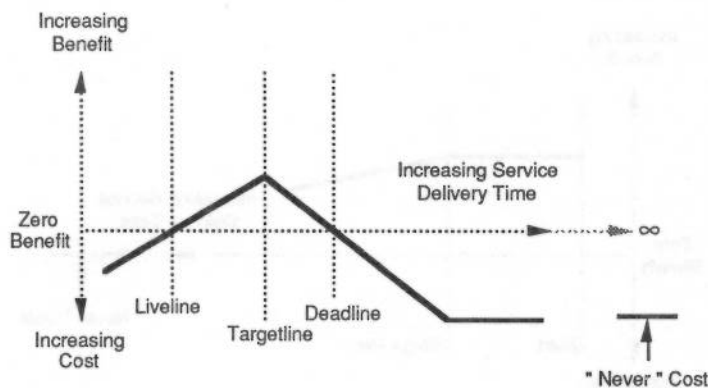 Increasing
Benefit
Increasing Service
Delivery Time
Zero
Benefit
∞
Liveline
Deadline
Targetline
Increasing
Cost
" Never " Cost